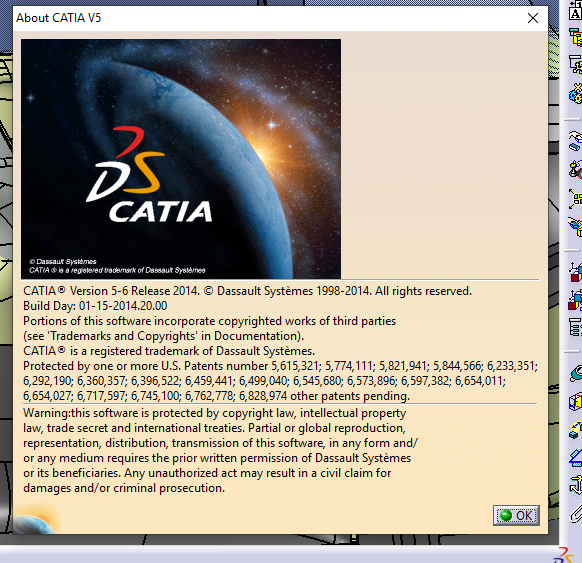 About CATIA V5
DS
CATIA
© Dassault Systèmes
CATIA ® is a registered trademark of Dassault Systèmes
CATIA® Version 5-6 Release 2014. © Dassault Systèmes 1998-2014. All rights reserved.
Build Day: 01-15-2014.20.00
Portions of this software incorporate copyrighted works of third parties
(see 'Trademarks and Copyrights' in Documentation).
CATIA® is a registered trademark of Dassault Systèmes.
Protected by one or more U.S. Patents number 5,615,321; 5,774,111; 5,821,941; 5,844,566; 6,233,351;
6,292,190; 6,360,357; 6,396,522; 6,459,441; 6,499,040; 6,545,680; 6,573,896; 6,597,382; 6,654,011;
6,654,027; 6,717,597; 6,745,100; 6,762,778; 6,828,974 other patents pending.
Warning:this software is protected by copyright law, intellectual property
law, trade secret and international treaties. Partial or global reproduction,
representation, distribution, transmission of this software, in any form and/
or any medium requires the prior written permission of Dassault Systèmes
or its beneficiaries. Any unauthorized act may result in a civil claim for
damages and/or criminal prosecution.
OK